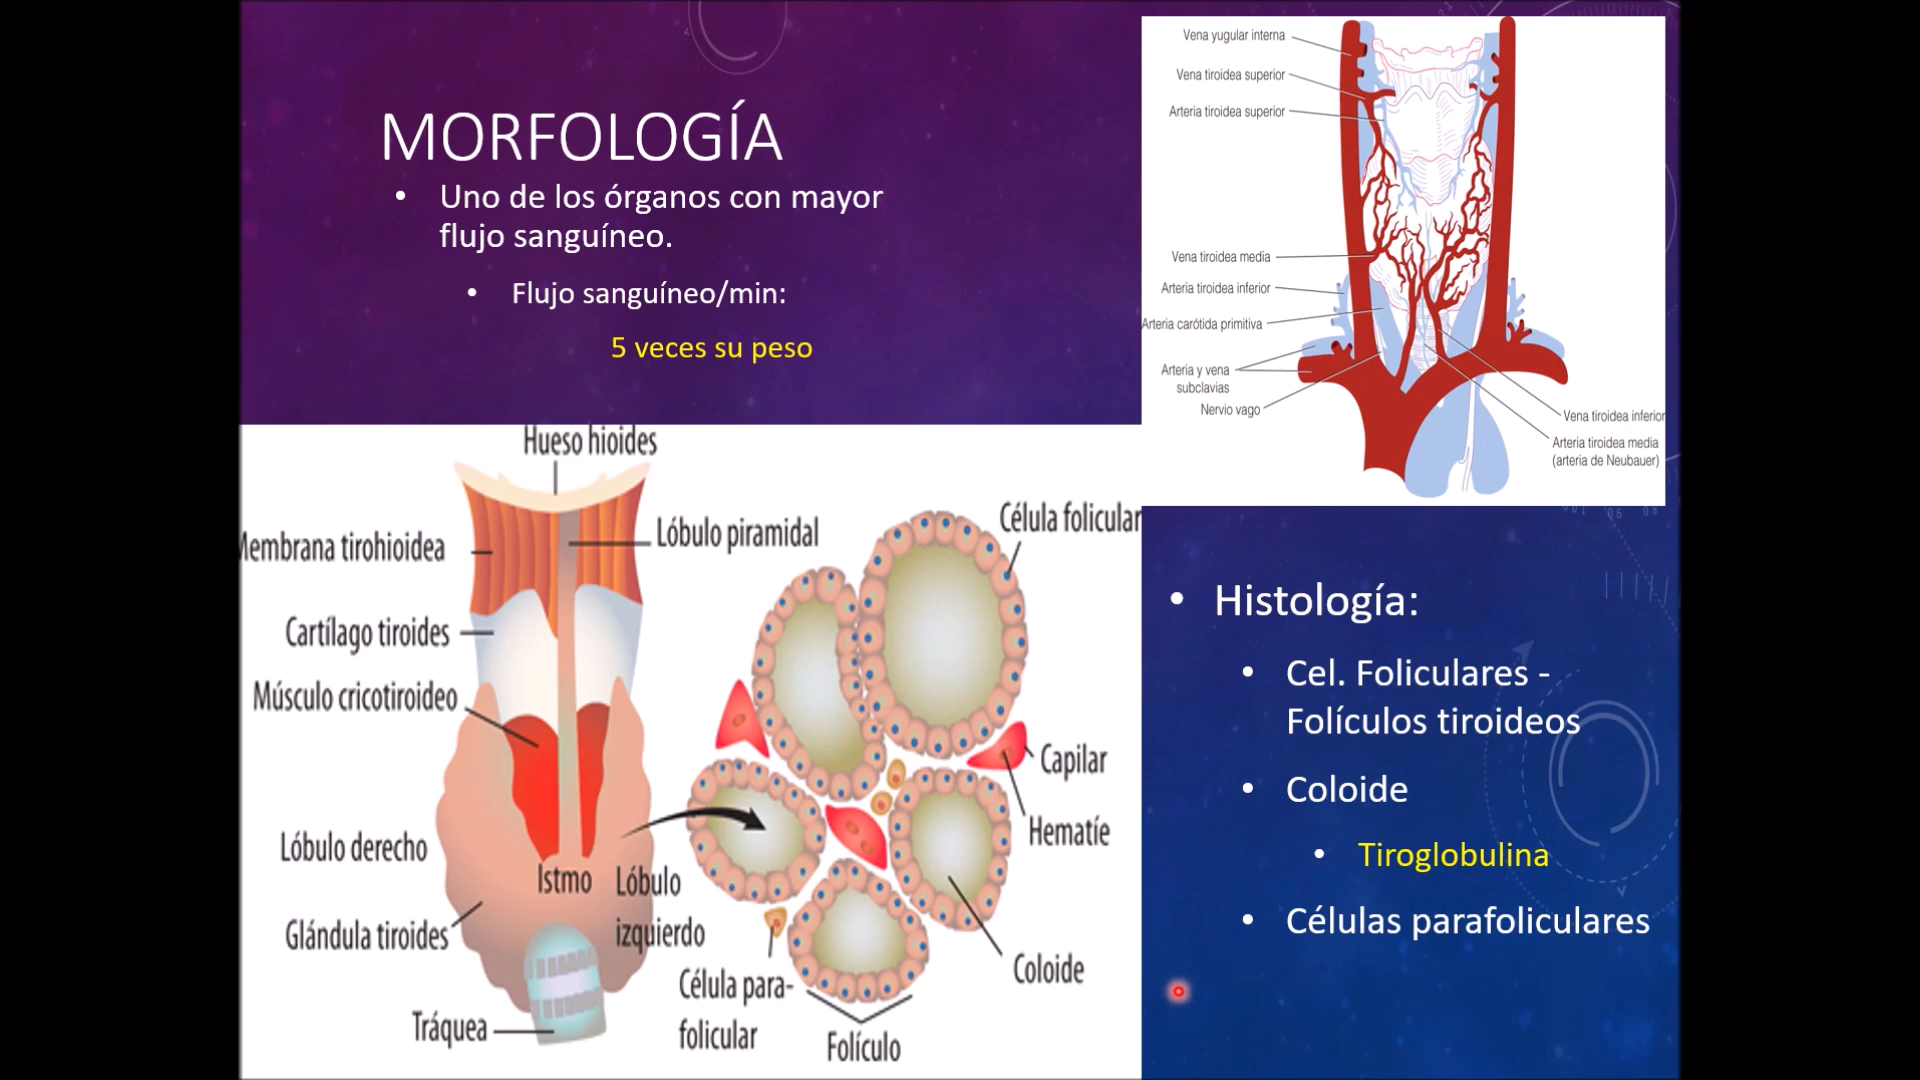 MORFOLOGÍA
• Uno de los órganos con mayor
flujo sanguíneo.
• Flujo sanguíneo/min:
5 veces su peso
Vena yugular interna
Vena tiroidea superior
Arteria tiroidea superior
Vena tiroidea media
Arteria tiroidea inferior
Arteria carótida primitiva
Arteria y vena
subclavias
Nervio vago
Vena tiroidea inferior
Arteria tiroidea media
(arteria de Neubauer)
Hueso hioides
Membrana tirohioidea
Lóbulo piramidal
Cartílago tiroides
Músculo cricotiroideo
Lóbulo derecho
Istmo
Lóbulo
izquierdo
Glándula tiroides
Tráquea
Célula folicular
Capilar
Hematíe
Coloide
Célula para-
folicular
Folículo
• Histología:
• Cel. Foliculares -
Folículos tiroideos
• Coloide
• Tiroglobulina
• Células parafoliculares